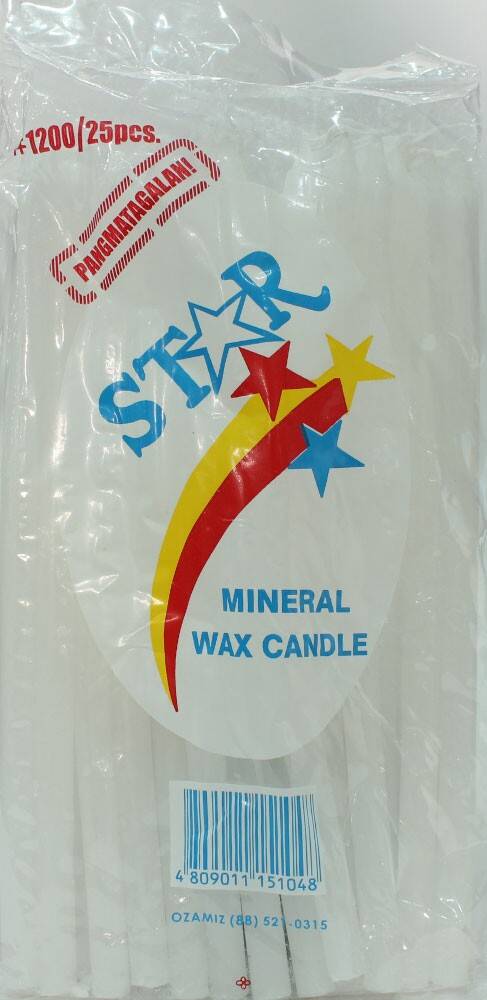 #1200/25pcs.
PANGMATAGALAN!
STAR
MINERAL
WAX CANDLE
4 809011 151048
OZAMIZ (88) 521-0315